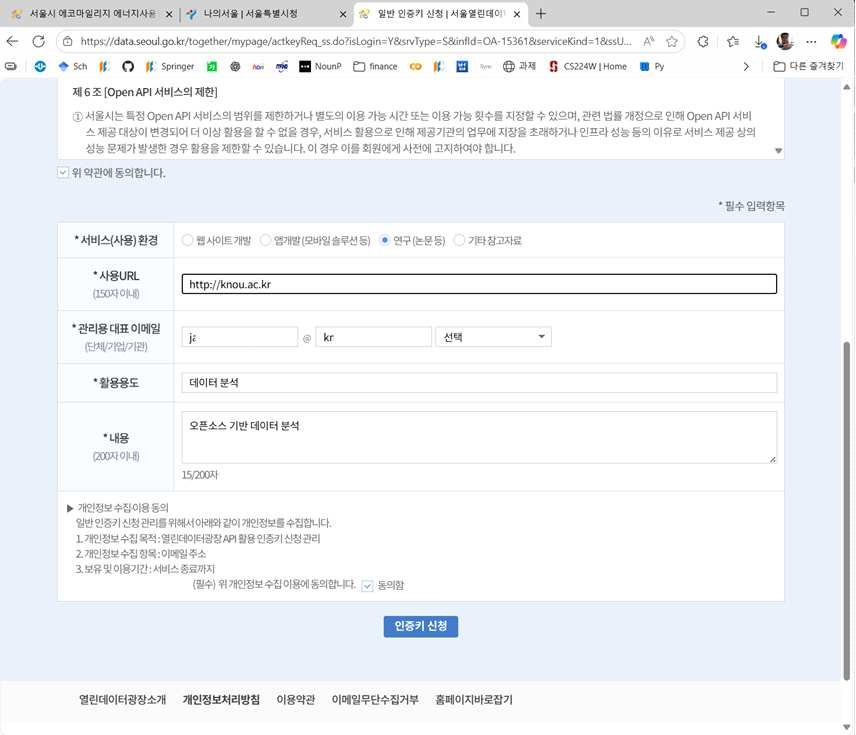 서울시 에코마일리지 에너지사용
나의서울 | 서울특별시청
일반 인증키 신청 | 서울열린데이
https://data.seoul.go.kr/together/mypage/actkeyReq_ss.do?isLogin=Y&srvType=S&infId=OA-15361&serviceKind=1&ssU...
Sch
Springer
NounP
finance
과제
CS224W | Home
Py
다른 즐겨찾기
제 6 조 [Open API 서비스의 제한]
① 서울시는 특정 Open API 서비스의 범위를 제한하거나 별도의 이용 가능 시간 또는 이용 가능 횟수를 지정할 수 있으며, 관련 법률 개정으로 인해 Open API 서비
스 제공 대상이 변경되어 더 이상 활용을 할 수 없을 경우, 서비스 활용으로 인해 제공기관의 업무에 지장을 초래하거나 인프라 성능 등의 이유로 서비스 제공 상의
성능 문제가 발생한 경우 활용을 제한할 수 있습니다. 이 경우 이를 회원에게 사전에 고지하여야 합니다.
위 약관에 동의합니다.
* 필수 입력항목
* 서비스(사용) 환경
웹 사이트 개발
앱개발 (모바일 솔루션 등)
연구 (논문 등)
기타 참고자료
* 사용URL
(150자 이내)
http://knou.ac.kr
* 관리용 대표 이메일
(단체/기업/기관)
ja
@
kr
선택
* 활용용도
데이터 분석
* 내용
(200자 이내)
오픈소스 기반 데이터 분석
15/200자
▶ 개인정보 수집·이용 동의
일반 인증키 신청 관리를 위해서 아래와 같이 개인정보를 수집합니다.
1. 개인정보 수집 목적 : 열린데이터광장 API 활용 인증키 신청 관리
2. 개인정보 수집 항목 : 이메일 주소
3. 보유 및 이용기간 : 서비스 종료까지
(필수) 위 개인정보 수집 이용에 동의합니다.
동의함
인증키 신청
열린데이터광장소개
개인정보처리방침
이용약관
이메일무단수집거부
홈페이지바로잡기